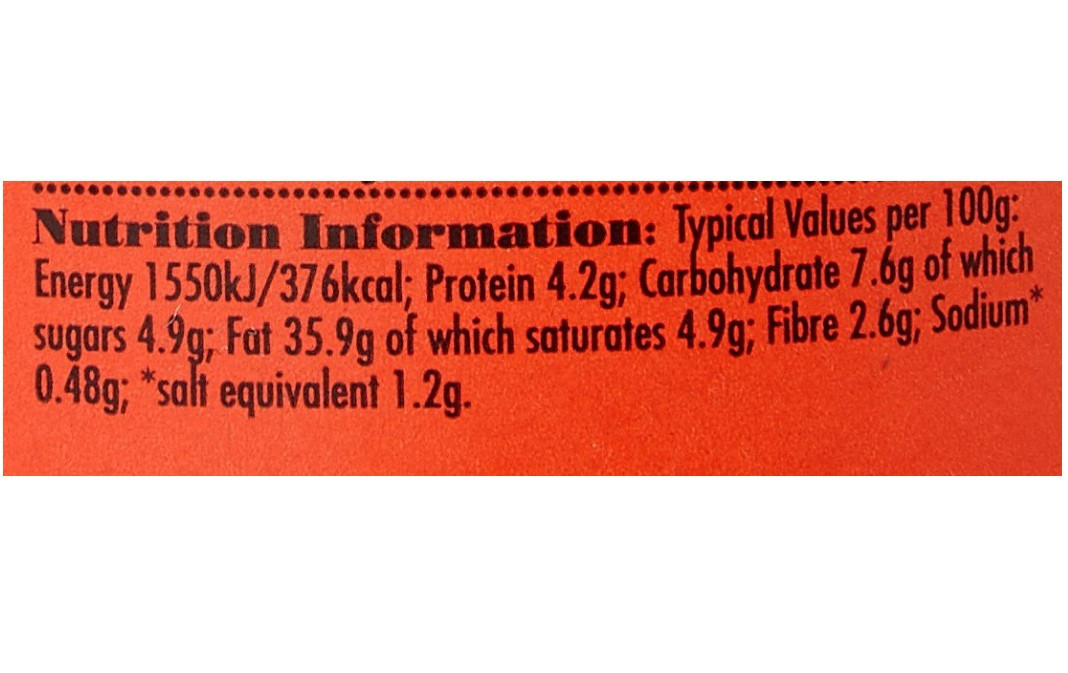 Nutrition Information: Typical Values per 100g:
Energy 1550kJ/376kcal; Protein 4.2g; Carbohydrate 7.6g of which
sugars 4.9g; Fat 35.9g of which saturates 4.9g; Fibre 2.6g; Sodium*
0.48g; *salt equivalent 1.2g.